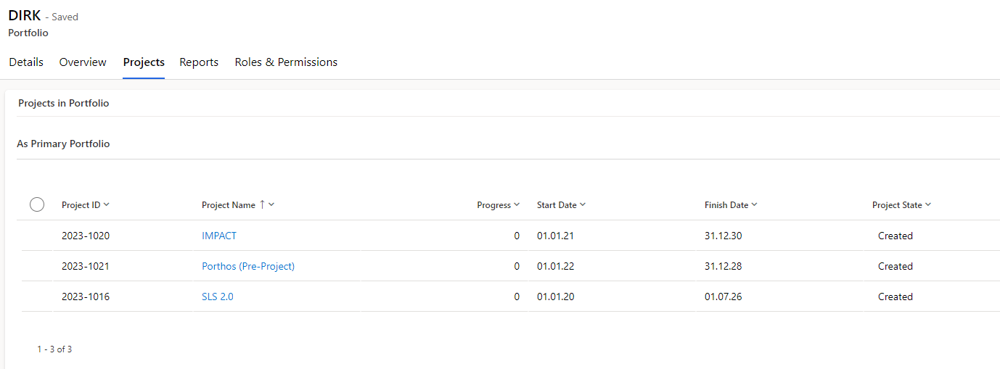 DIRK - Saved
Portfolio
Details Overview Projects Reports Roles & Permissions
Projects in Portfolio
As Primary Portfolio
Project ID Project Name ↑ Progress Start Date Finish Date Project State
2023-1020 IMPACT 0 01.01.21 31.12.30 Created
2023-1021 Porthos (Pre-Project) 0 01.01.22 31.12.28 Created
2023-1016 SLS 2.0 0 01.01.20 01.07.26 Created
1 - 3 of 3